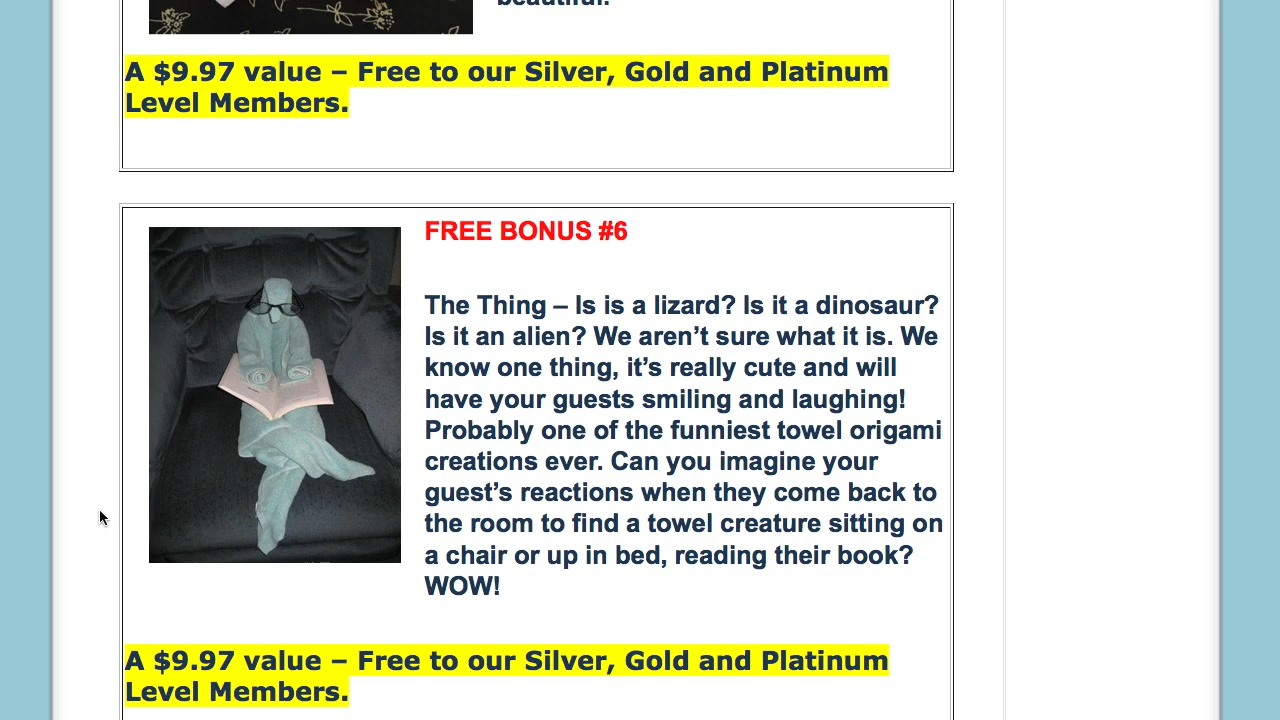 beautiful.
A $9.97 value – Free to our Silver, Gold and Platinum
Level Members.
FREE BONUS #6
The Thing – Is is a lizard? Is it a dinosaur?
Is it an alien? We aren’t sure what it is. We
know one thing, it’s really cute and will
have your guests smiling and laughing!
Probably one of the funniest towel origami
creations ever. Can you imagine your
guest’s reactions when they come back to
the room to find a towel creature sitting on
a chair or up in bed, reading their book?
WOW!
A $9.97 value – Free to our Silver, Gold and Platinum
Level Members.